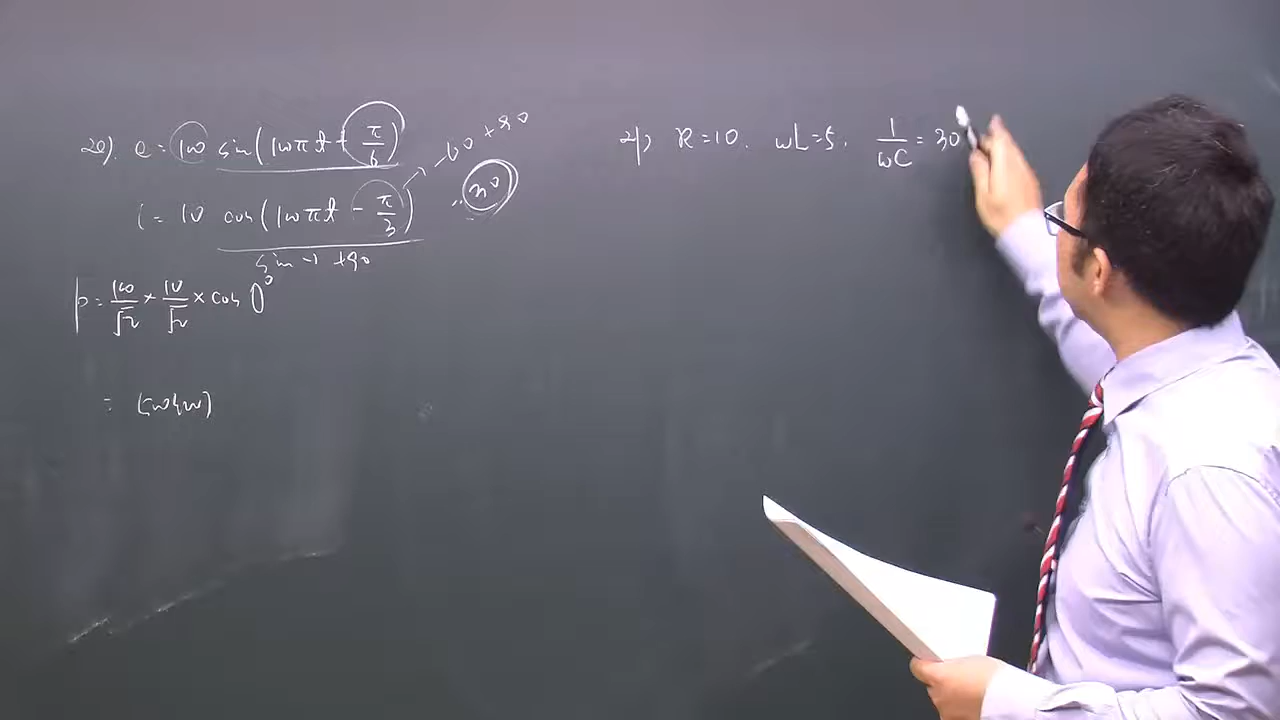 20). e = 100 sin(100πt + π/6)
-60° + 90
i = 10 cos(100πt - π/3)
30°
sin → +90
P = 100/√2 × 10/√2 × cos 0°
= 500(W)
21) R=10. ωL=5. 1/ωC = 30